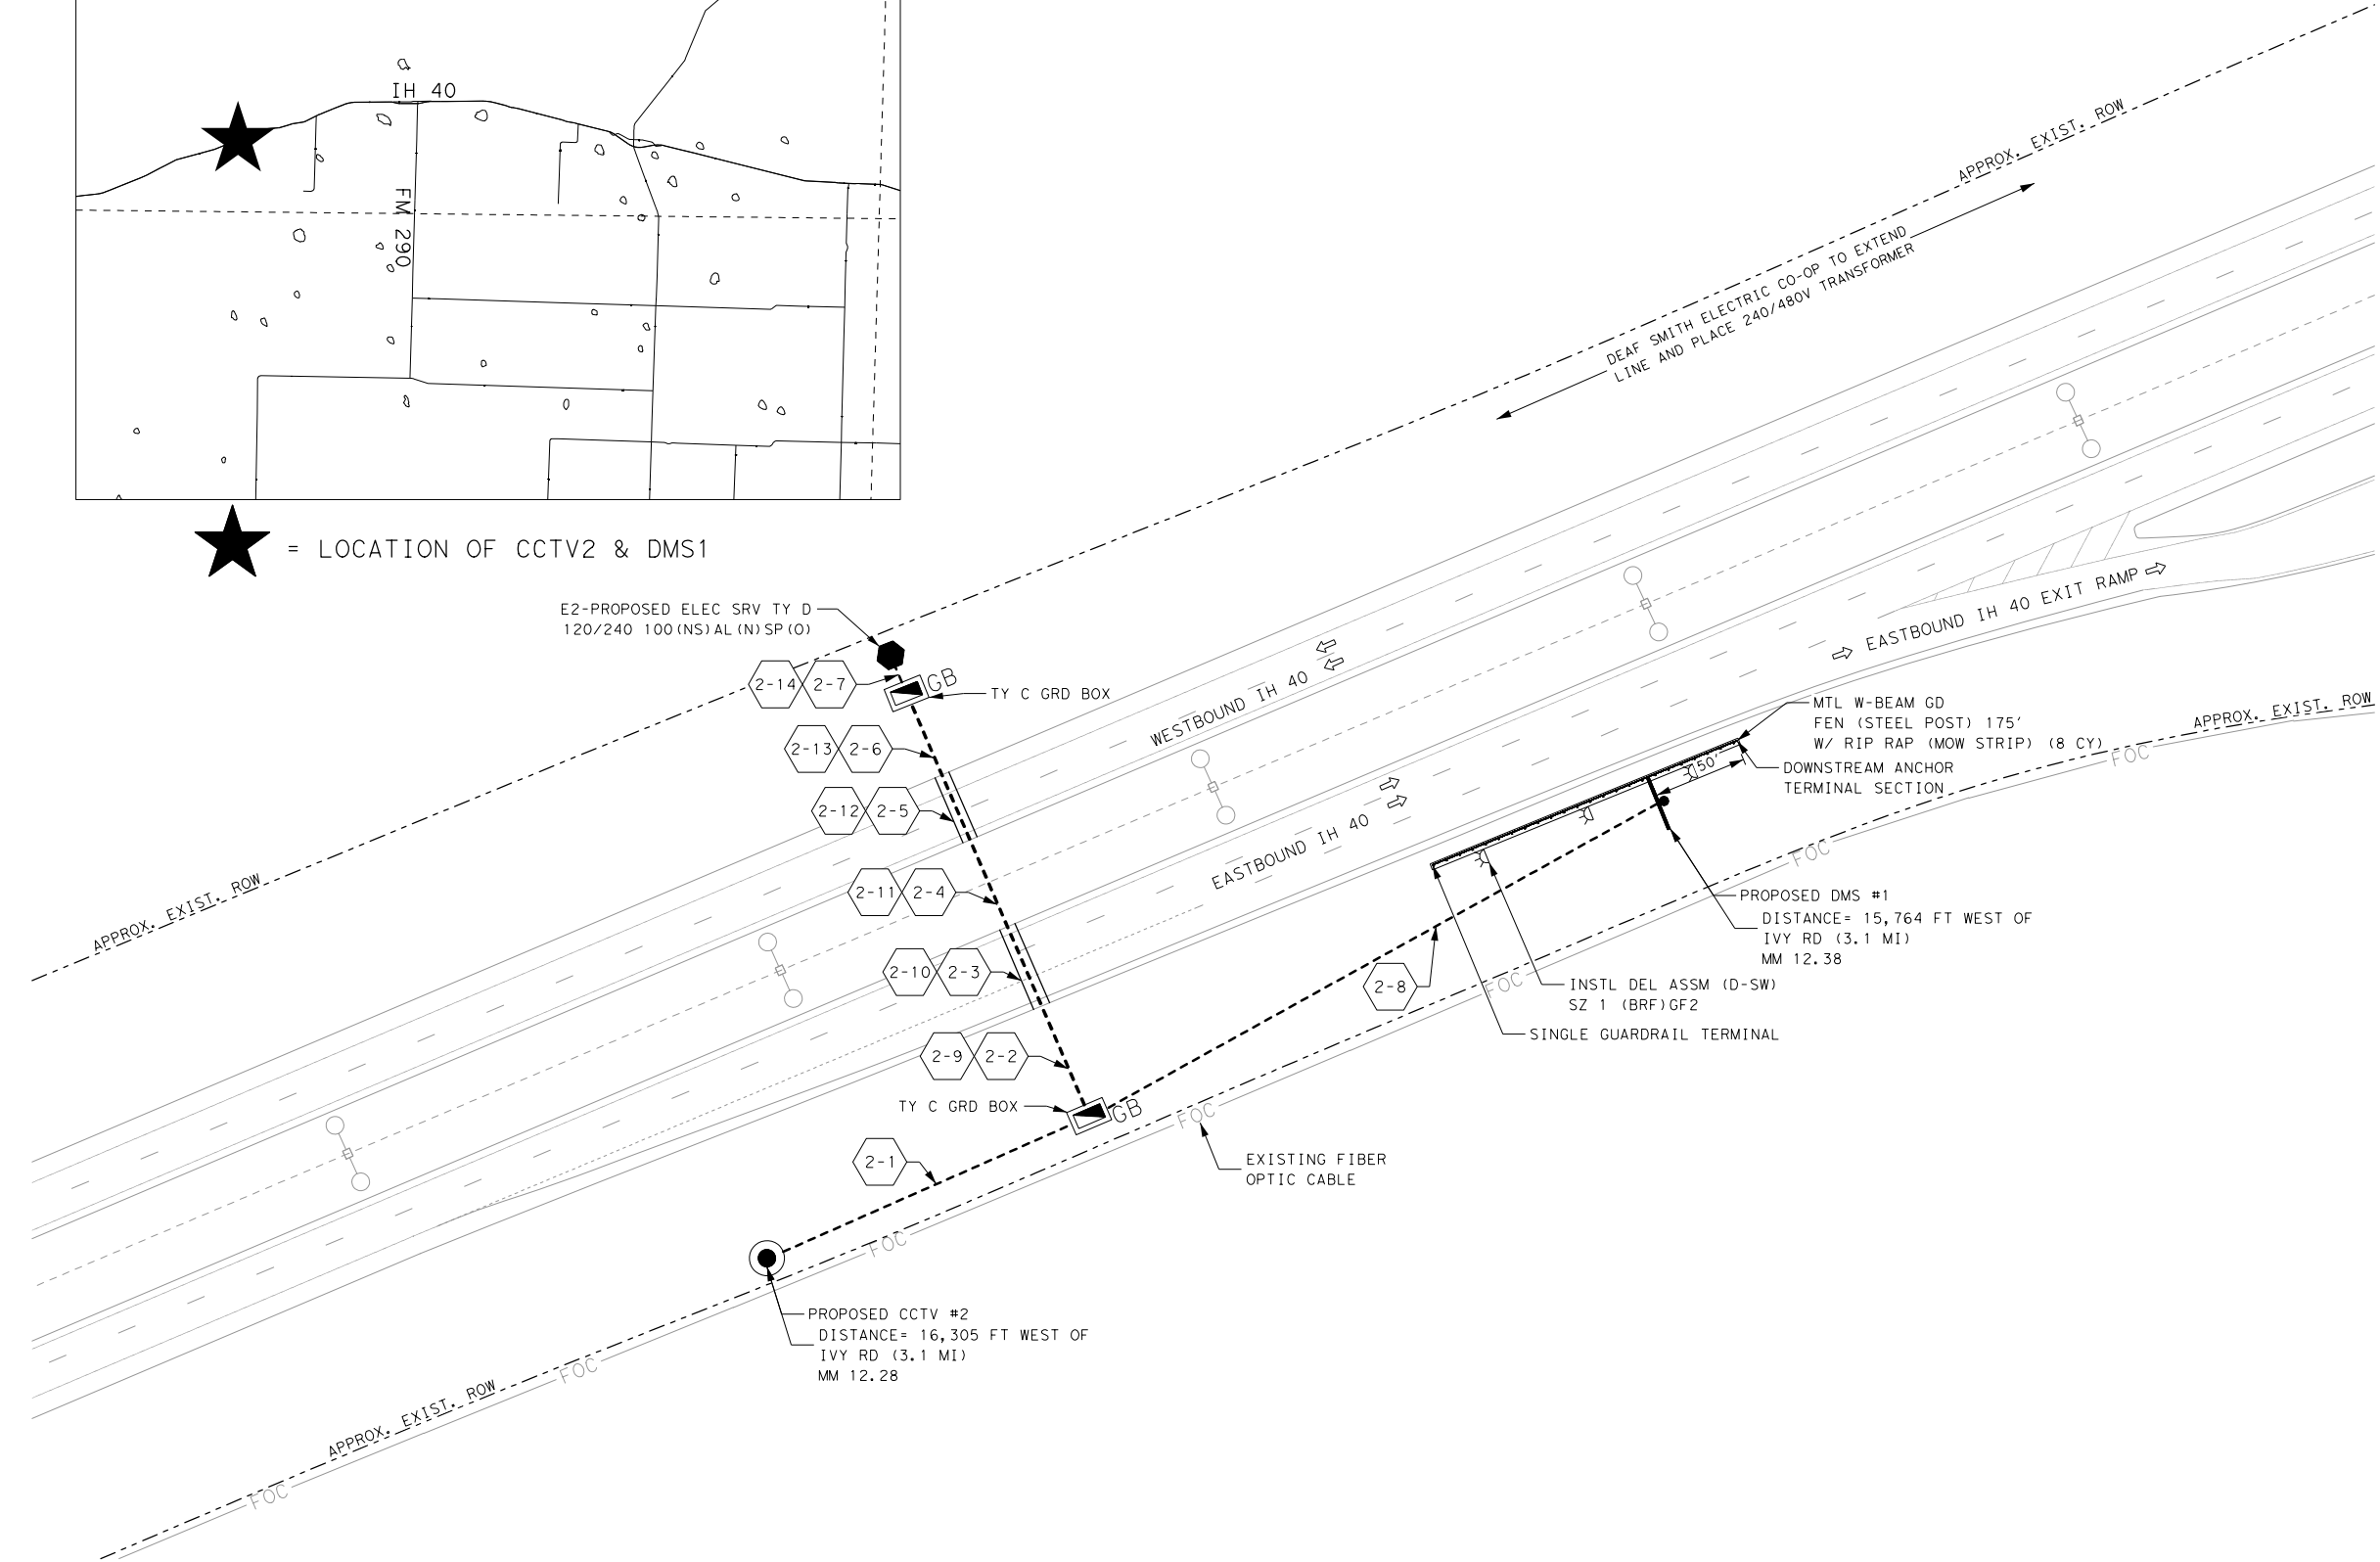 IH 40
FM 290
= LOCATION OF CCTV2 & DMS1
APPROX. EXIST. ROW
DEAF SMITH ELECTRIC CO-OP TO EXTEND
LINE AND PLACE 240/480V TRANSFORMER
E2-PROPOSED ELEC SRV TY D
120/240 100(NS)AL(N)SP(O)
2-14
2-7
GB
TY C GRD BOX
2-13
2-6
2-12
2-5
2-11
2-4
2-10
2-3
2-9
2-2
TY C GRD BOX
GB
2-1
WESTBOUND IH 40
EASTBOUND IH 40
EASTBOUND IH 40 EXIT RAMP
MTL W-BEAM GD
FEN (STEEL POST) 175'
W/ RIP RAP (MOW STRIP) (8 CY)
DOWNSTREAM ANCHOR
TERMINAL SECTION
50'
APPROX. EXIST. ROW
FOC
FOC
PROPOSED DMS #1
DISTANCE= 15,764 FT WEST OF
IVY RD (3.1 MI)
MM 12.38
2-8
FOC
INSTL DEL ASSM (D-SW)
SZ 1 (BRF)GF2
SINGLE GUARDRAIL TERMINAL
APPROX. EXIST. ROW
FOC
EXISTING FIBER
OPTIC CABLE
FOC
PROPOSED CCTV #2
DISTANCE= 16,305 FT WEST OF
IVY RD (3.1 MI)
MM 12.28
FOC
APPROX. EXIST. ROW
FOC